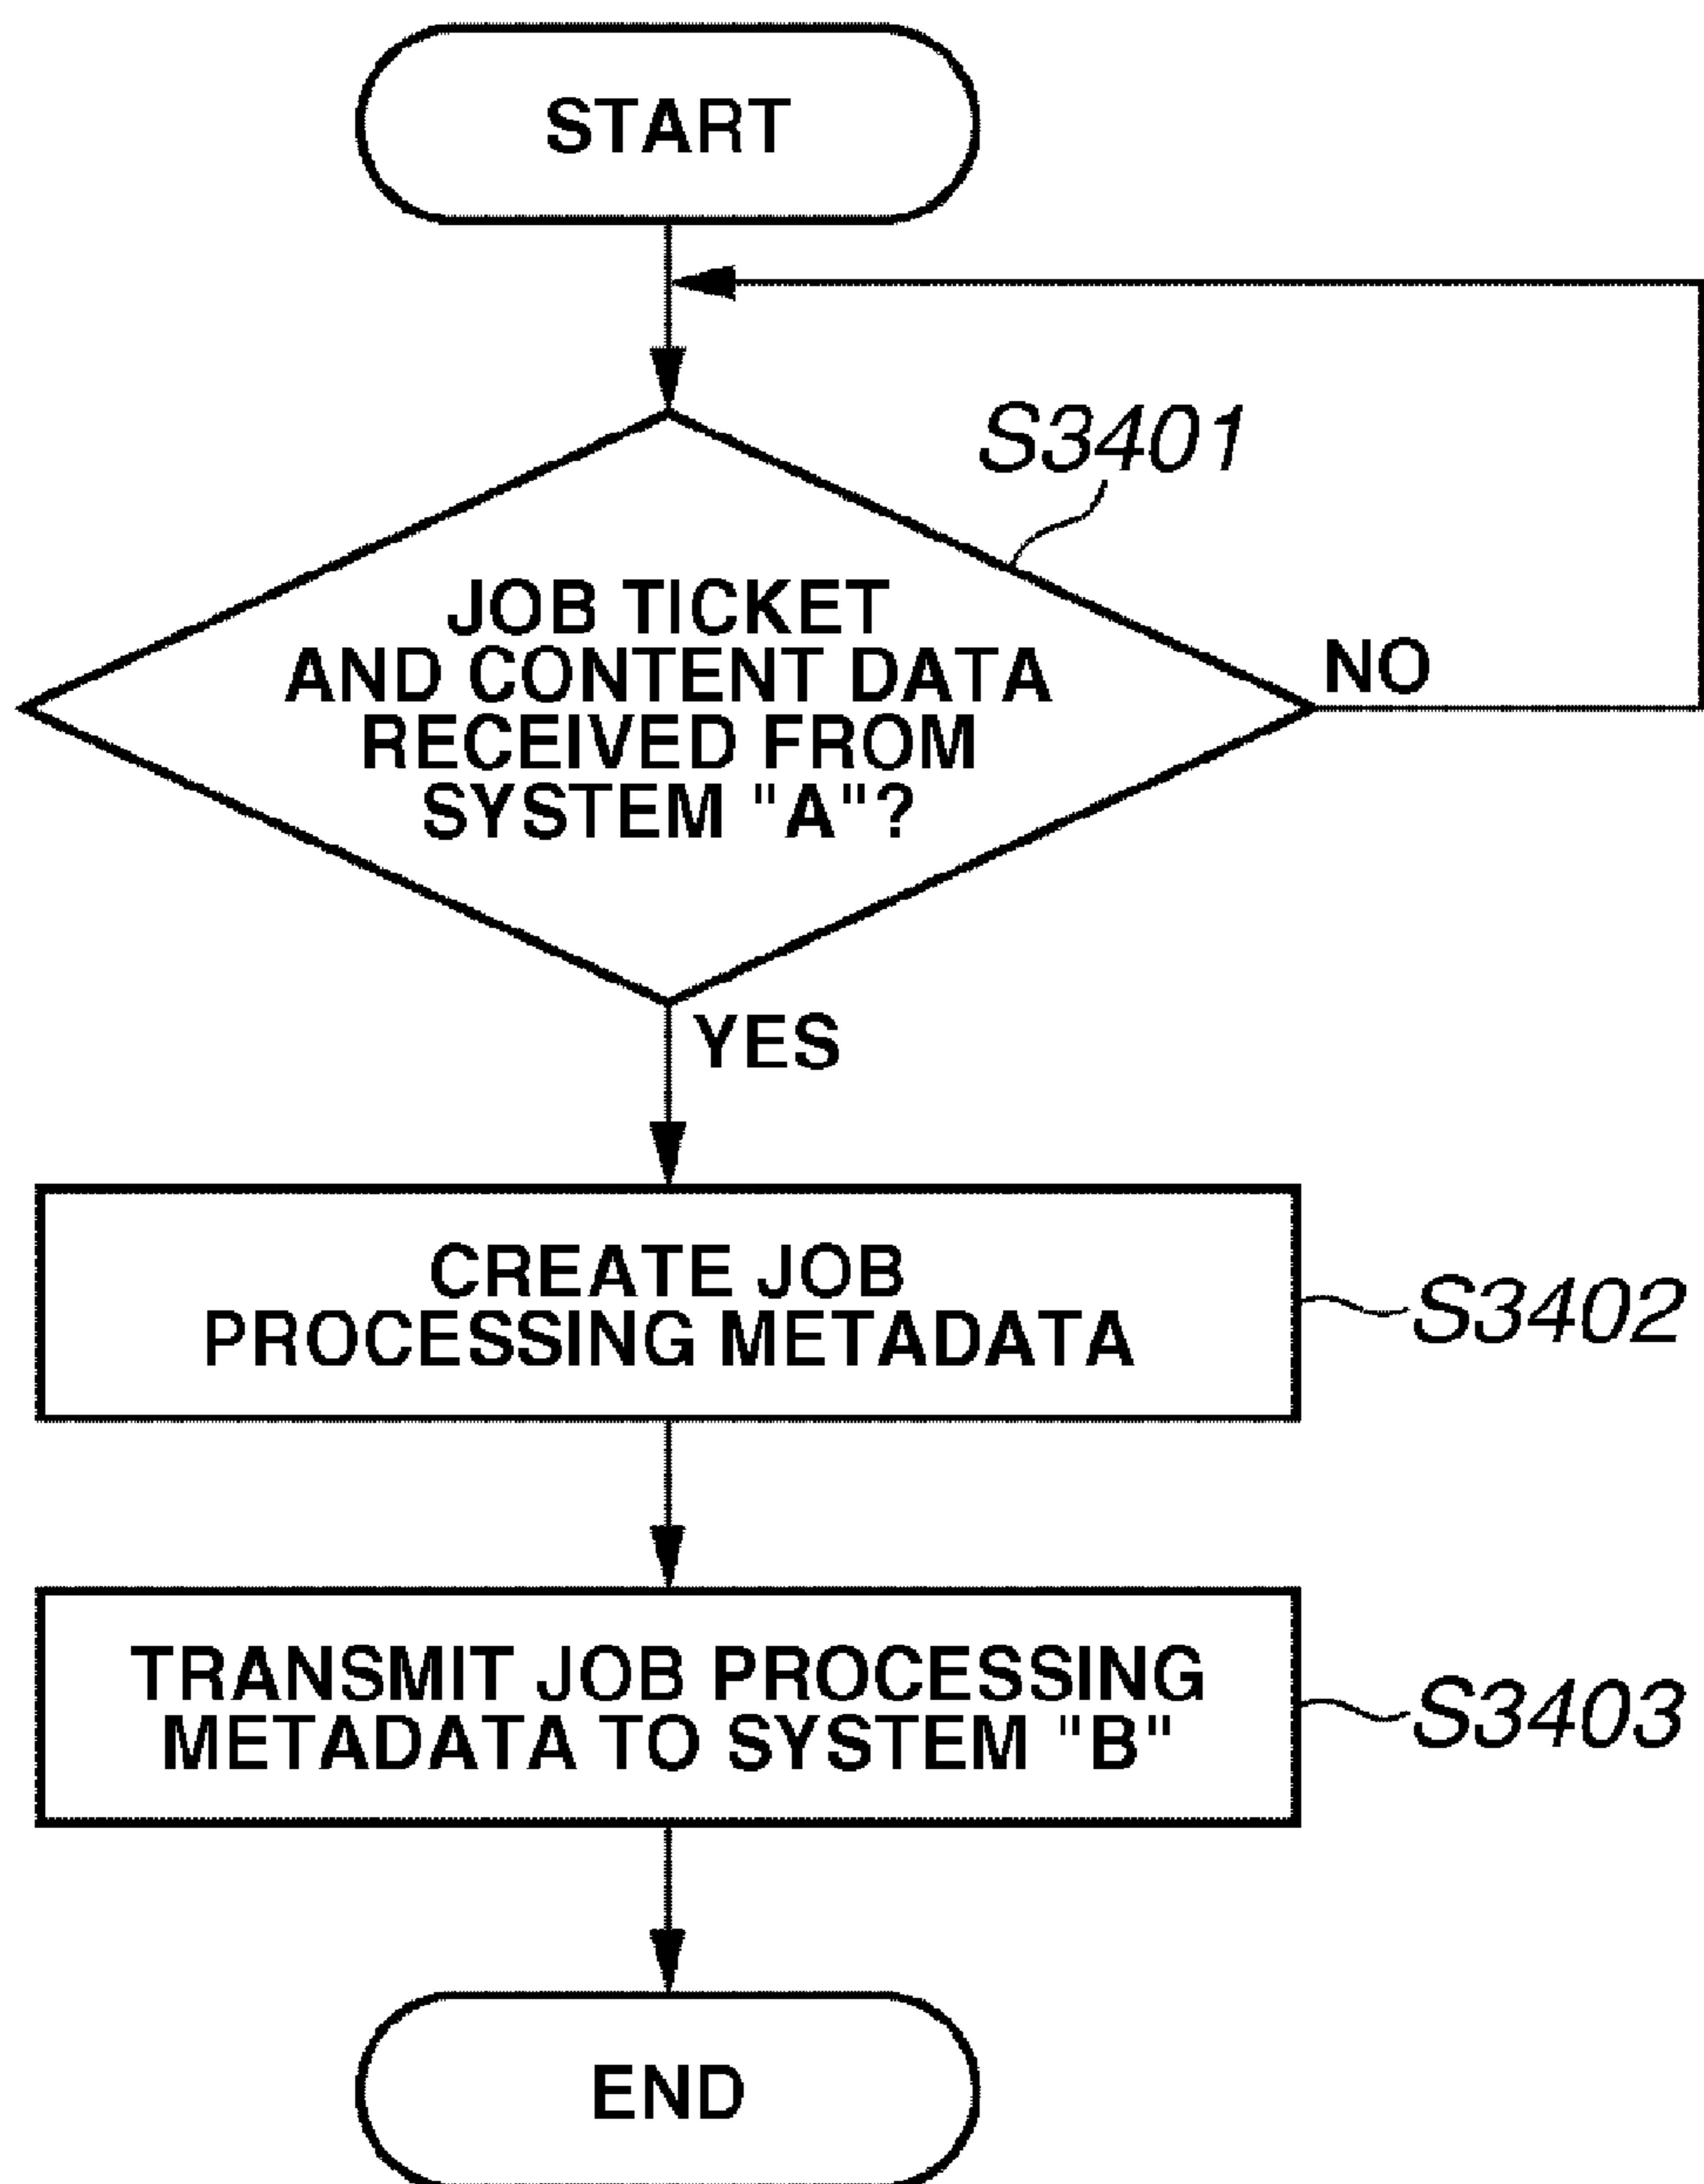 START
S3401
JOB TICKET
AND CONTENT DATA
RECEIVED FROM
SYSTEM "A"?
NO
YES
CREATE JOB
PROCESSING METADATA
S3402
TRANSMIT JOB PROCESSING
METADATA TO SYSTEM "B"
S3403
END